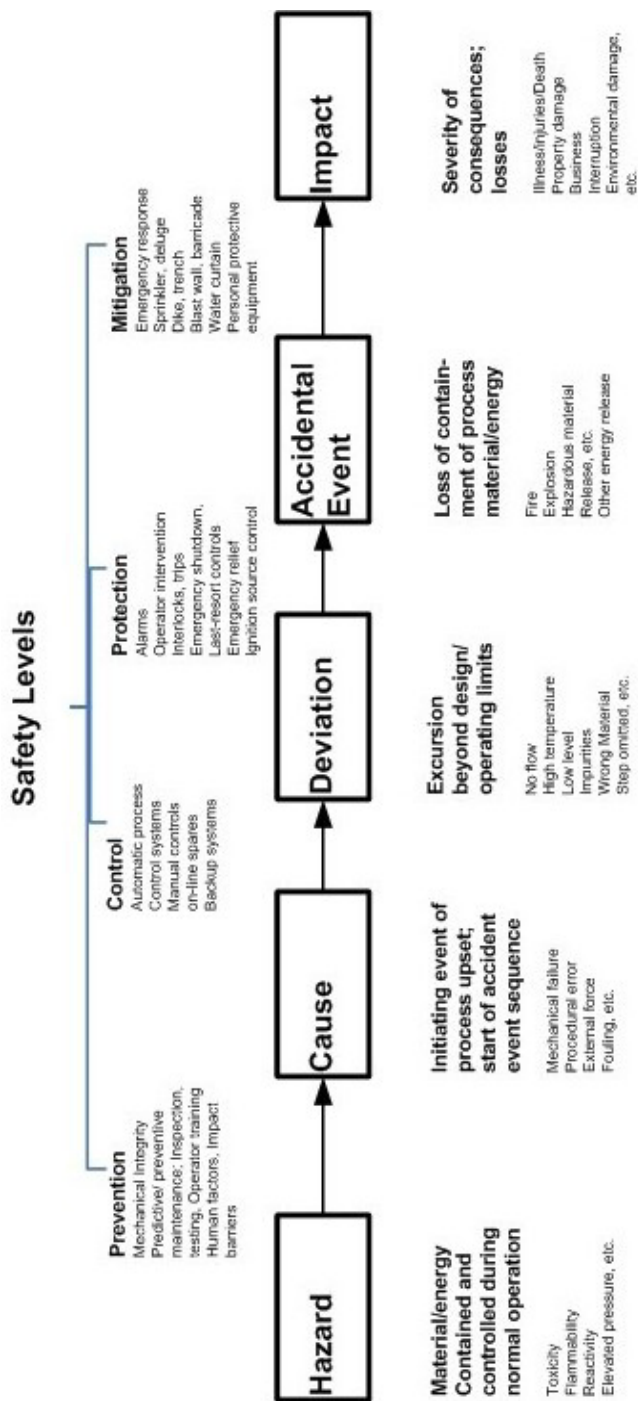 Safety Levels
Prevention
Mechanical Integrity
Predictive/ preventive
maintenance; Inspection,
testing, Operator training
Human factors, Impact
barriers
Control
Automatic process
Control systems
Manual controls
on-line spares
Backup systems
Protection
Alarms
Operator intervention
Interlocks, trips
Emergency shutdown,
Last-resort controls
Emergency relief
Ignition source control
Mitigation
Emergency response
Sprinkler, deluge
Dike, trench
Blast wall, barricade
Water curtain
Personal protective
equipment
Hazard
Cause
Deviation
Accidental
Event
Impact
Material/energy
Contained and
controlled during
normal operation
Toxicity
Flammability
Reactivity
Elevated pressure, etc.
Initiating event of
process upset;
start of accident
event sequence
Mechanical failure
Procedural error
External force
Fouling, etc.
Excursion
beyond design/
operating limits
No flow
High temperature
Low level
Impurities
Wrong Material
Step omitted, etc.
Loss of contain-
ment of process
material/energy
Fire
Explosion
Hazardous material
Release, etc.
Other energy release
Severity of
consequences;
losses
Illness/injuries/Death
Property damage
Business
Interruption
Environmental damage,
etc.